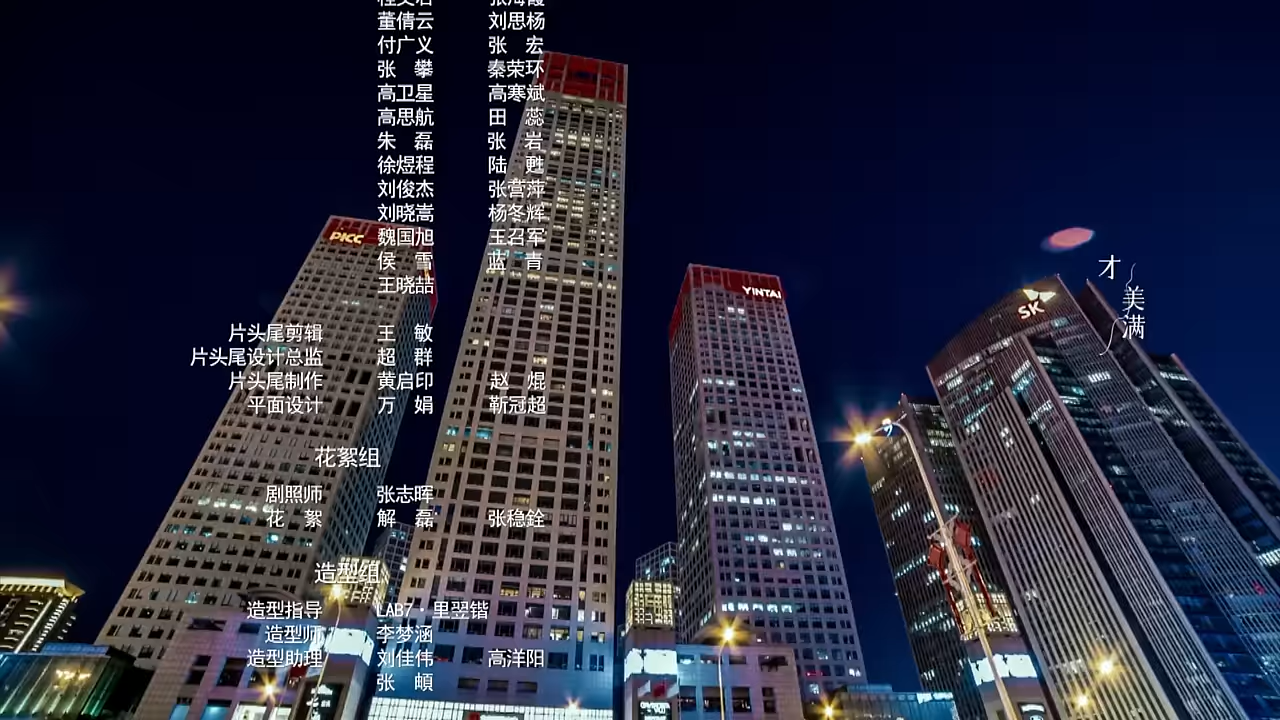 董倩云 刘思杨
付广义 张 宏
张 攀 秦荣环
高卫星 高寒斌
高思航 田 蕊
朱 磊 张 岩
徐煜程 陆 甦
刘俊杰 张营萍
刘晓嵩 杨冬辉
魏国旭 王召军
侯 雪 蓝 青
王晓喆
片头尾剪辑 王 敏
片头尾设计总监 超 群
片头尾制作 黄启印 赵 焜
平面设计 万 娟 靳冠超
花絮组
剧照师 张志晖
花 絮 解 磊 张稳銓
造型组
造型指导 LAB7·里翌锴
造型师 李梦涵
造型助理 刘佳伟 高洋阳
张 頔
PICC
YINTAI
SK
才
美
满